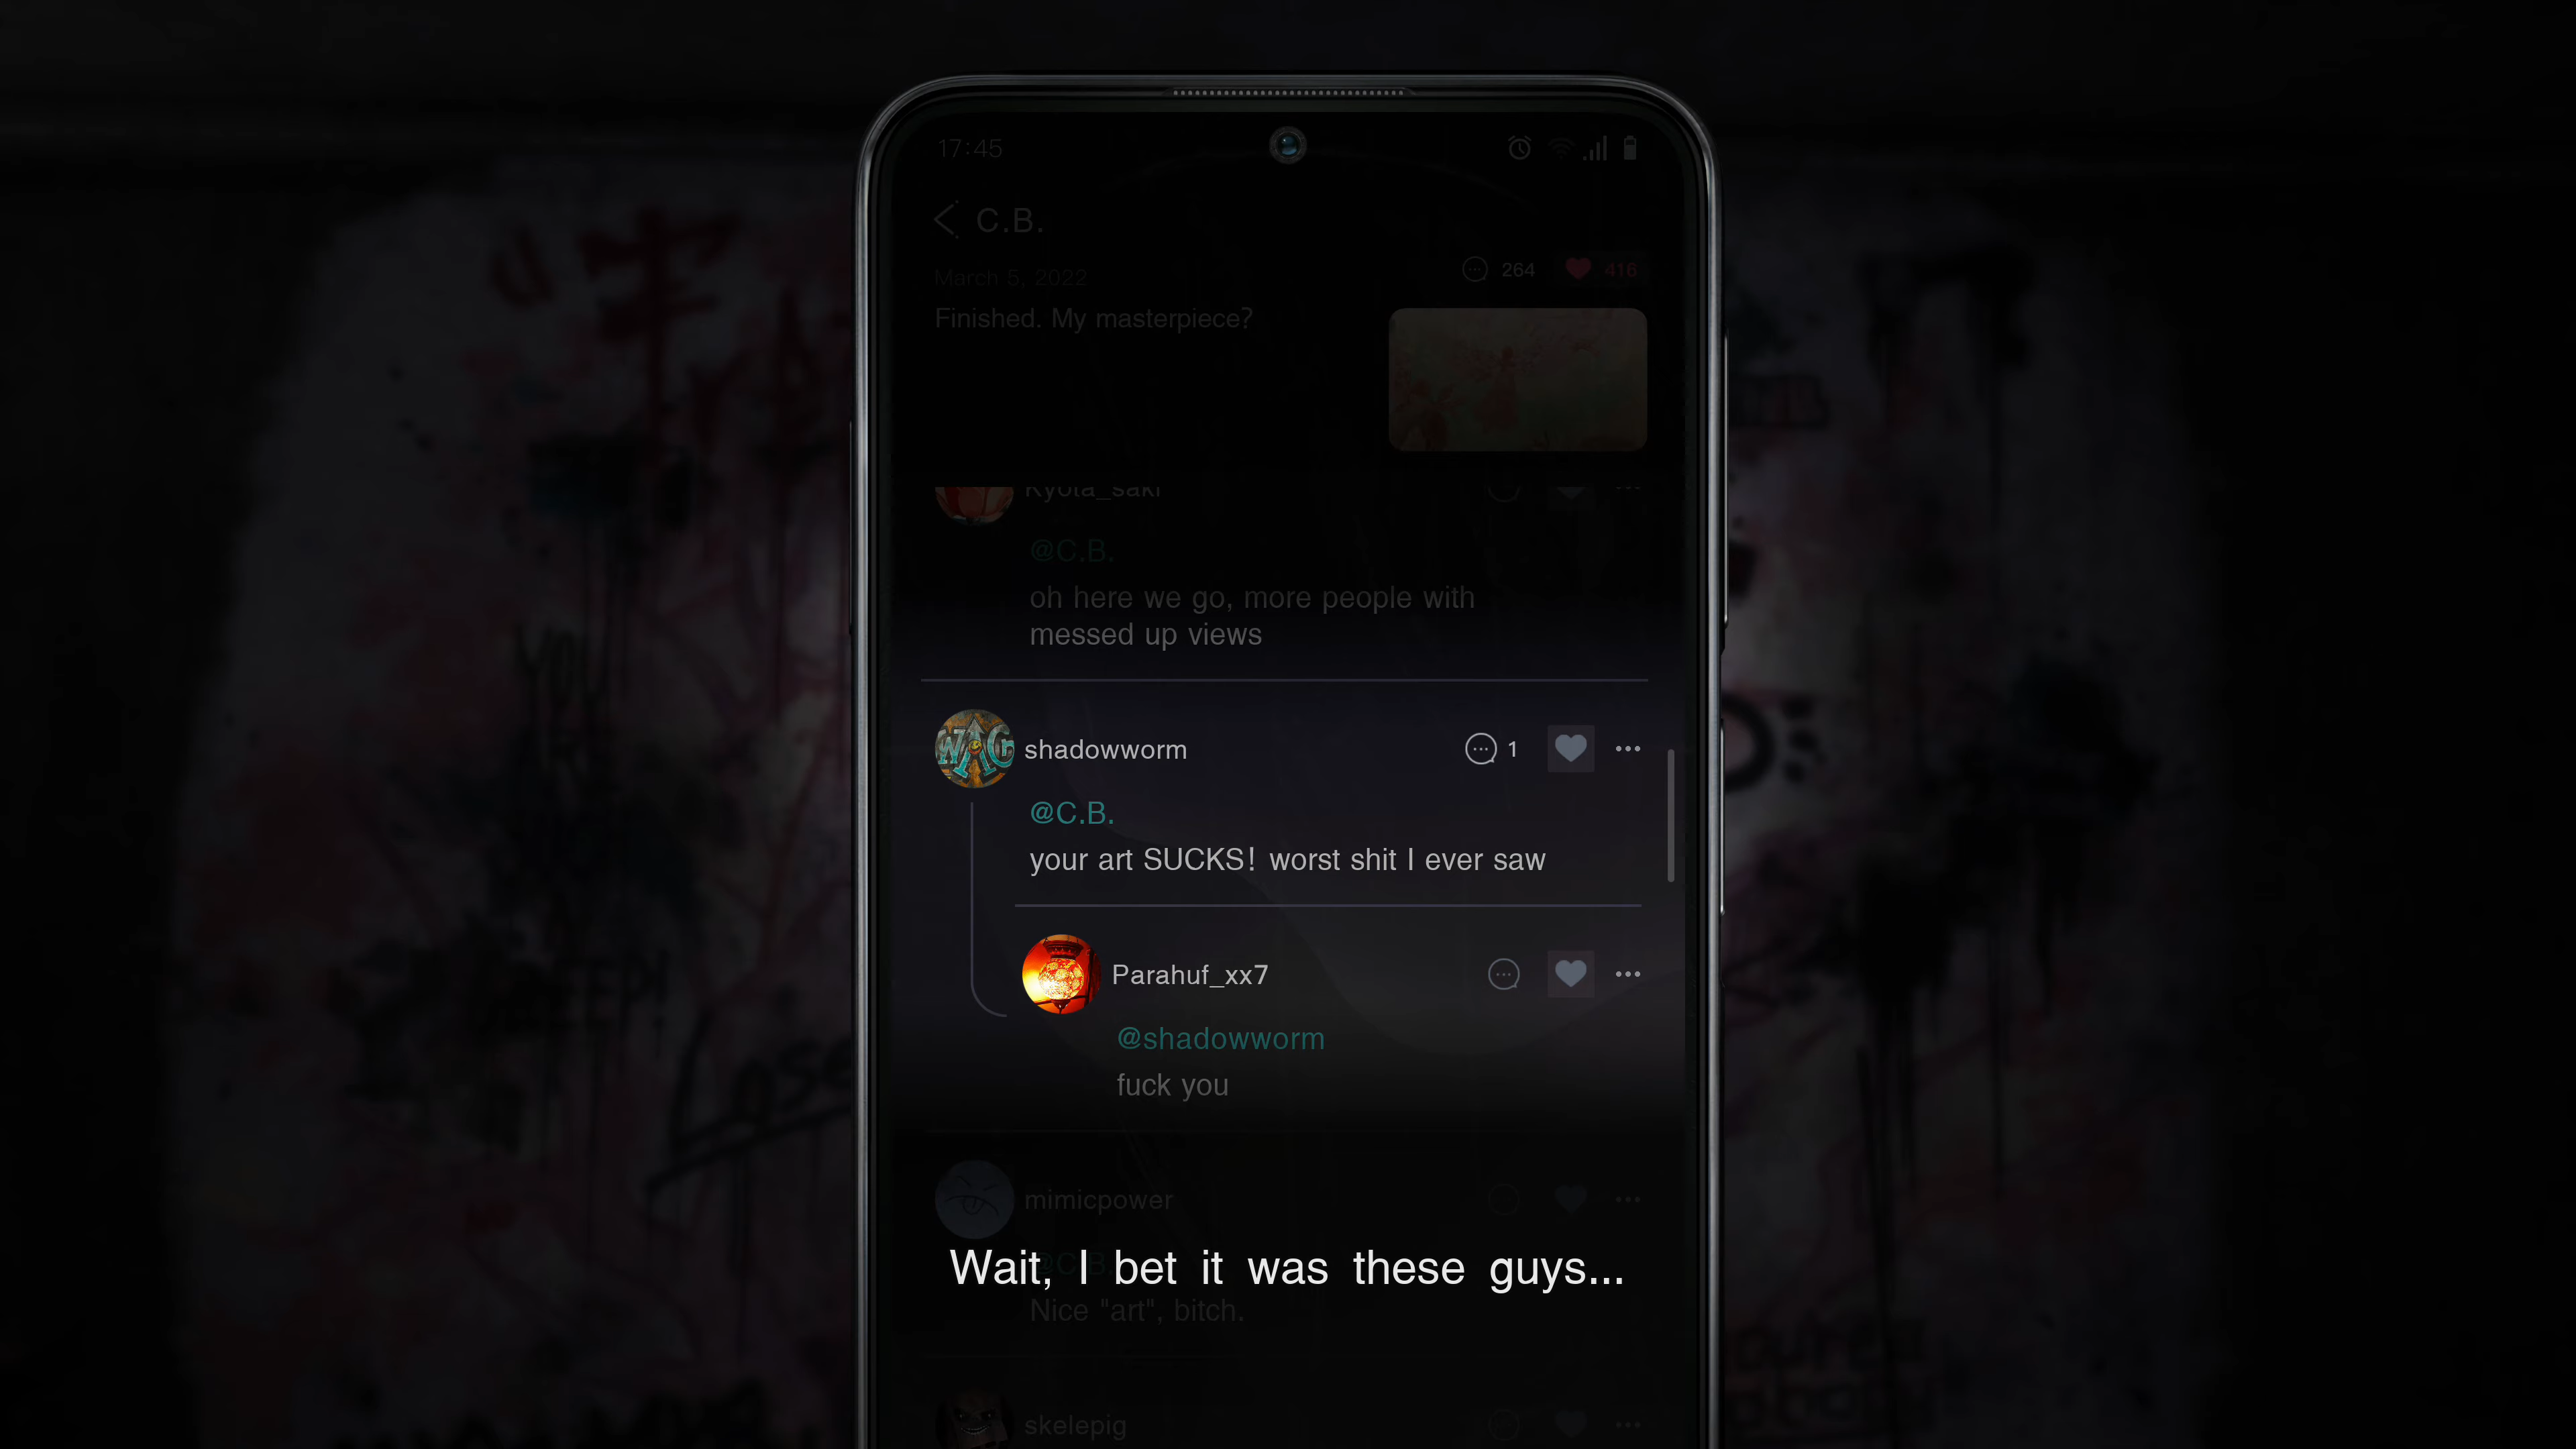 17:45
C.B.
March 5, 2022
264
416
Finished. My masterpiece?
Kyota_saki
@C.B.
oh here we go, more people with
messed up views
shadowworm
1
@C.B.
your art SUCKS! worst shit I ever saw
Parahuf_xx7
@shadowworm
fuck you
mimicpower
@C.B.
Wait, I bet it was these guys...
Nice "art", bitch.
skelepig